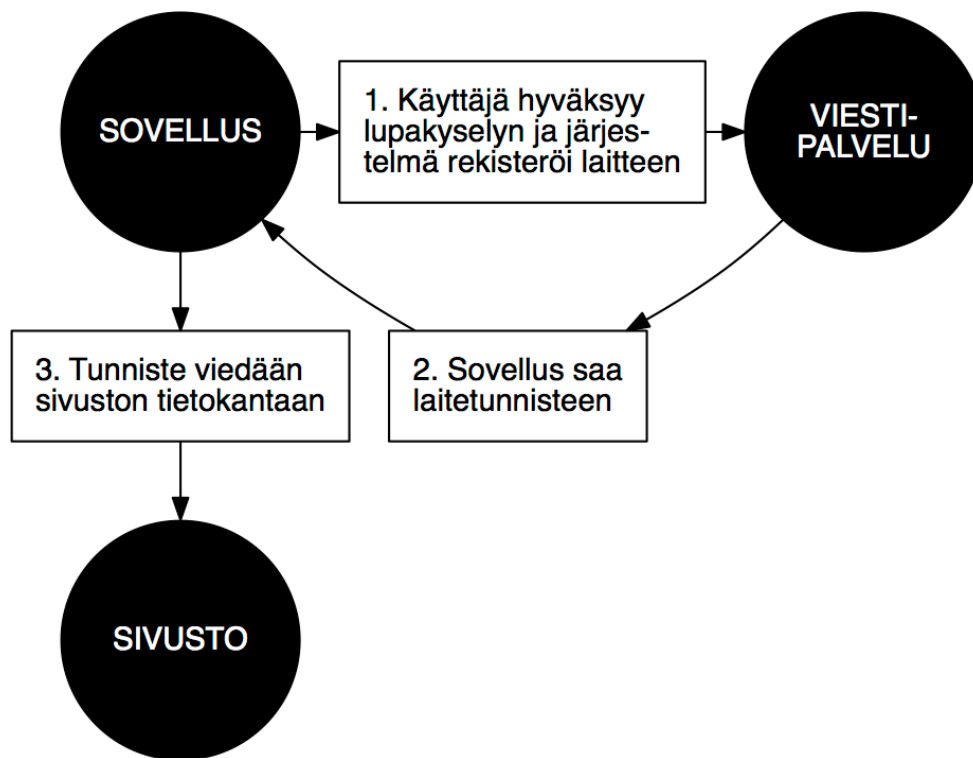 SOVELLUS
1. Käyttäjä hyväksyy
lupakyselyn ja järjes-
telmä rekisteröi laitteen
VIESTI-
PALVELU
3. Tunniste viedään
sivuston tietokantaan
2. Sovellus saa
laitetunnisteen
SIVUSTO